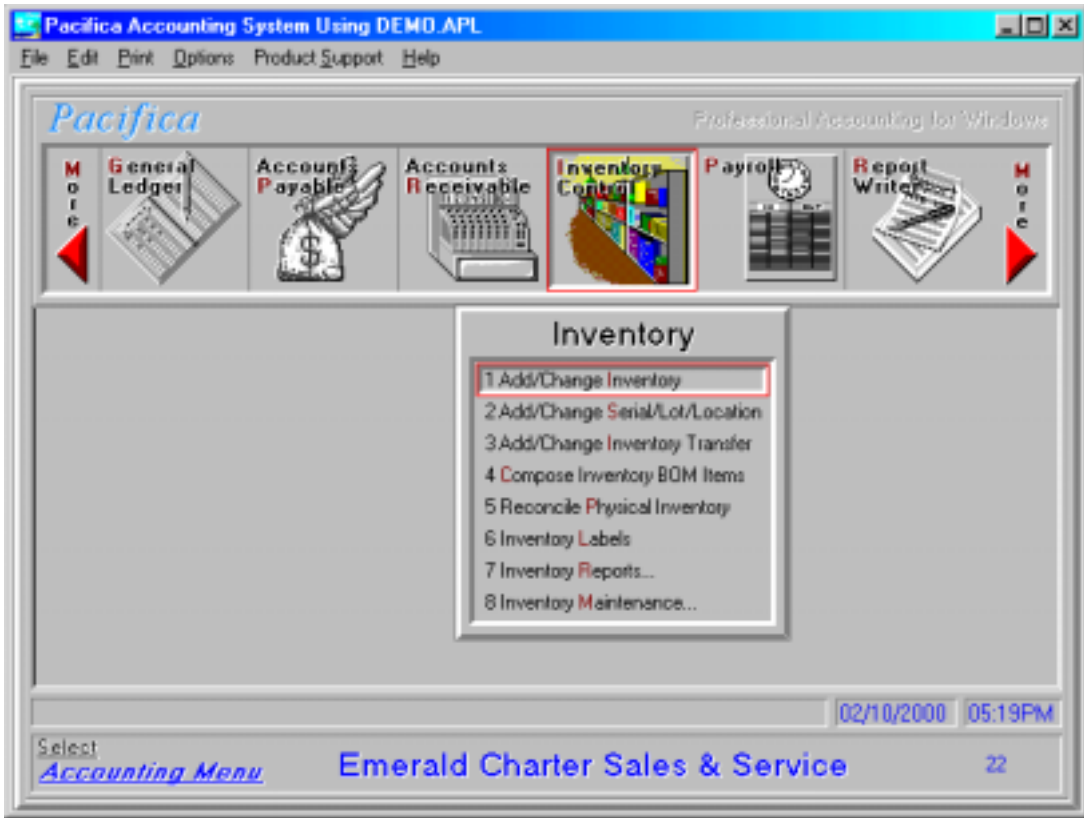 Pacifica Accounting System Using DEMO.APL
File Edit Print Options Product Support Help
Pacifica
Professional Accounting for Windows
More
General
Ledger
Accounts
Payable
Accounts
Receivable
Inventory
Control
Payroll
Report
Writer
More
Inventory
1 Add/Change Inventory
2 Add/Change Serial/Lot/Location
3 Add/Change Inventory Transfer
4 Compose Inventory BOM Items
5 Reconcile Physical Inventory
6 Inventory Labels
7 Inventory Reports...
8 Inventory Maintenance...
02/10/2000 05:19PM
Select
Accounting Menu
Emerald Charter Sales & Service
22